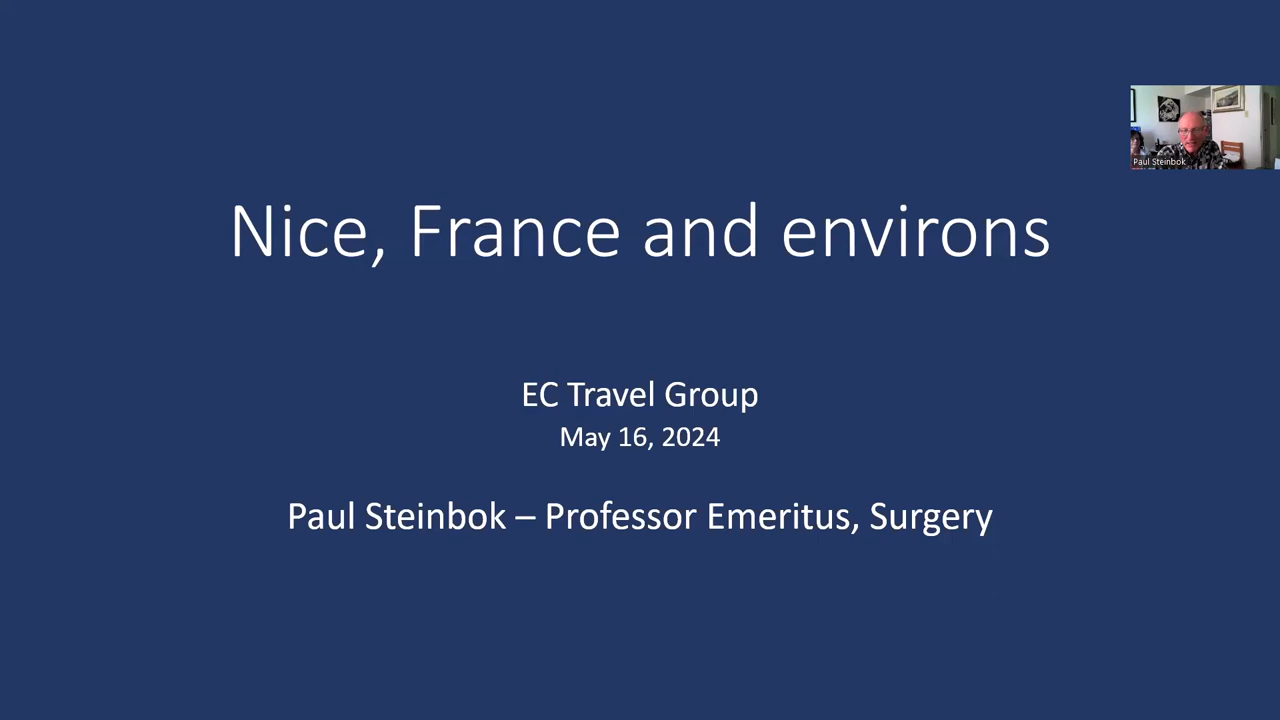 Paul Steinbok
Nice, France and environs
EC Travel Group
May 16, 2024
Paul Steinbok – Professor Emeritus, Surgery